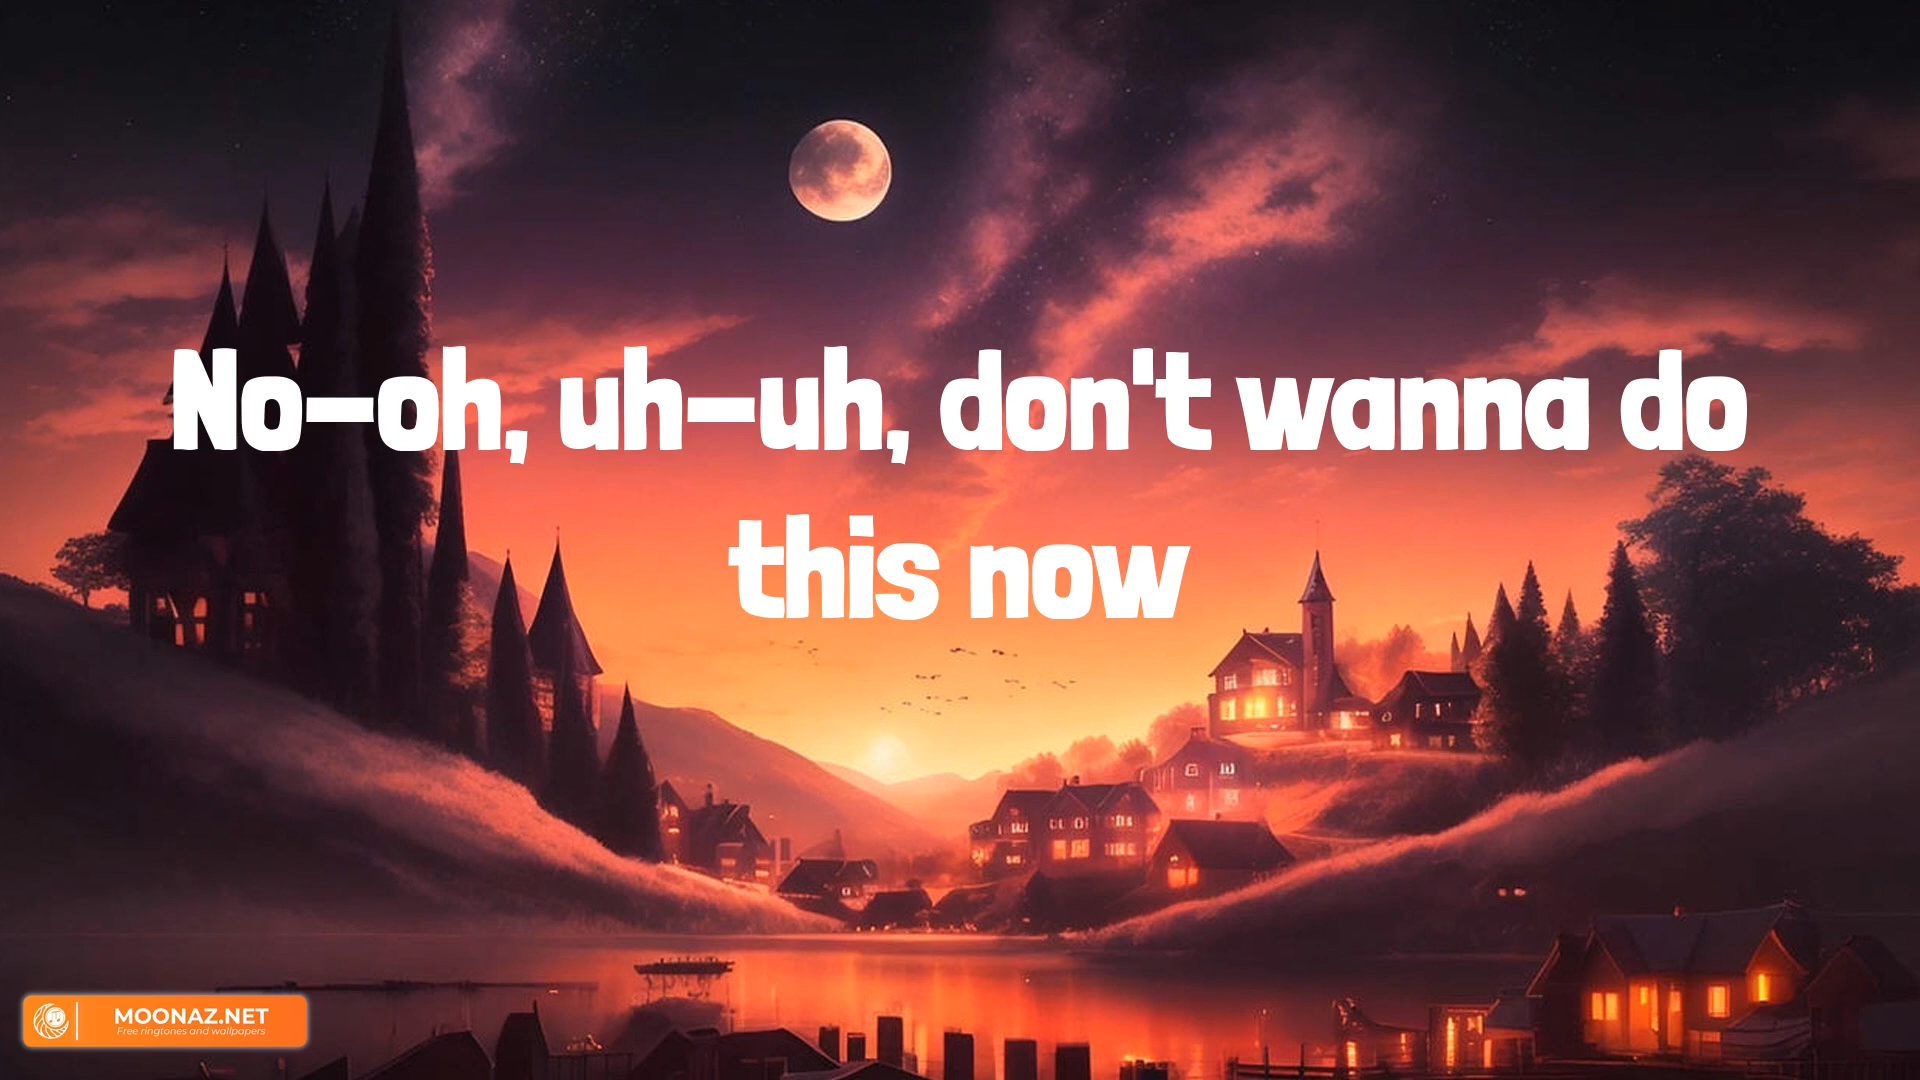 No-oh, uh-uh, don't wanna do
this now
MOONAZ.NET
Free ringtones and wallpapers